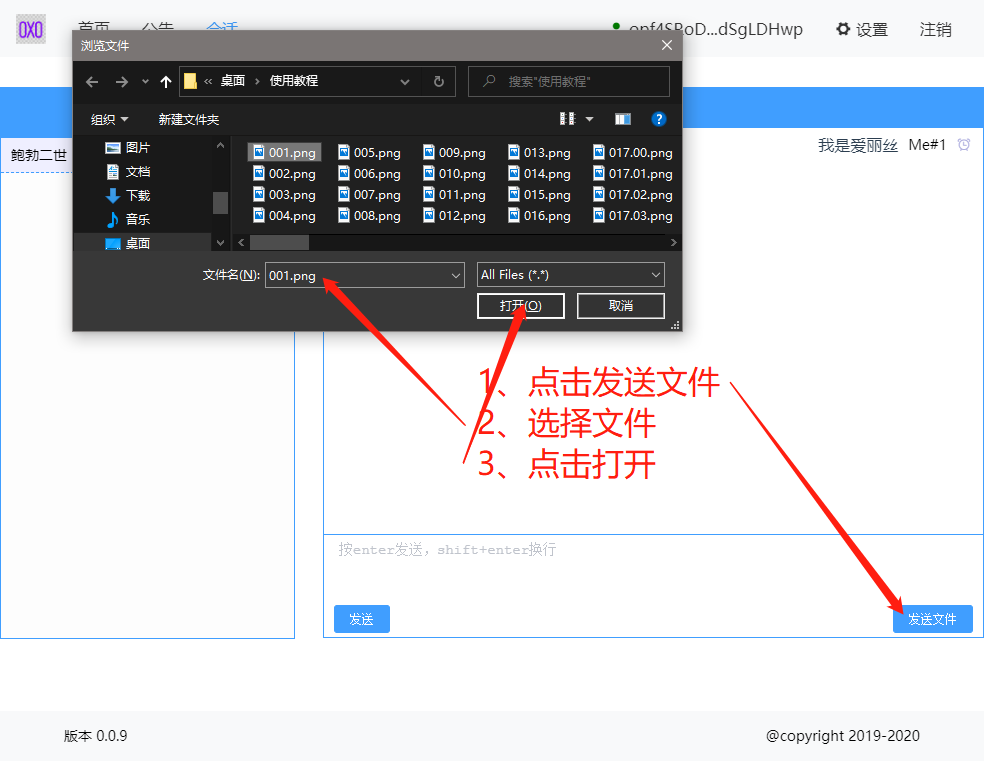 OXO 首页 公告 会话 opf4SRoD...dSgLDHwp 设置 注销
浏览文件
« 桌面 › 使用教程 搜索"使用教程"
组织 新建文件夹
鲍勃二世
我是爱丽丝 Me#1
图片
文档
下载
音乐
桌面
001.png 005.png 009.png 013.png 017.00.png
002.png 006.png 010.png 014.png 017.01.png
003.png 007.png 011.png 015.png 017.02.png
004.png 008.png 012.png 016.png 017.03.png
文件名(N): 001.png All Files (*.*)
打开(O) 取消
1、点击发送文件
2、选择文件
3、点击打开
按enter发送，shift+enter换行
发送 发送文件
版本 0.0.9 @copyright 2019-2020